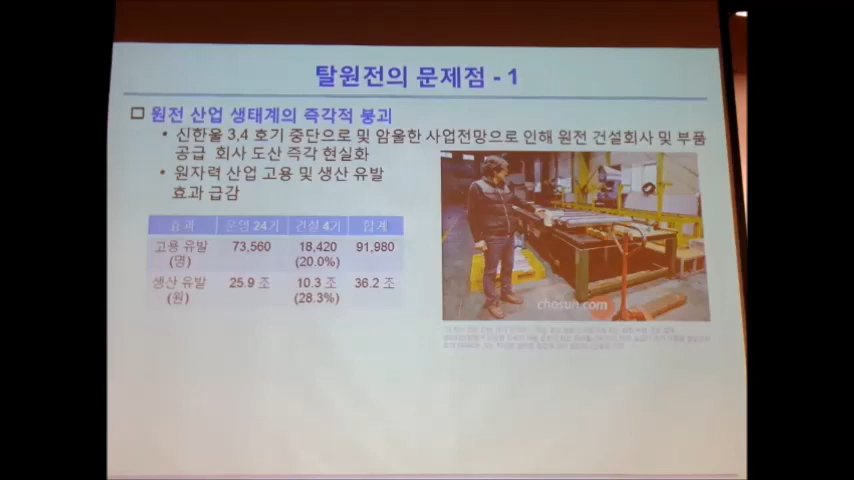 탈원전의 문제점 - 1
원전 산업 생태계의 즉각적 붕괴
• 신한울 3,4 호기 중단으로 및 암울한 사업전망으로 인해 원전 건설회사 및 부품
공급 회사 도산 즉각 현실화
• 원자력 산업 고용 및 생산 유발
효과 급감
효과 운영 24기 건설 4기 합계
고용 유발 73,560 18,420 91,980
(명) (20.0%)
생산 유발 25.9 조 10.3 조 36.2 조
(원) (28.3%)
chosun.com